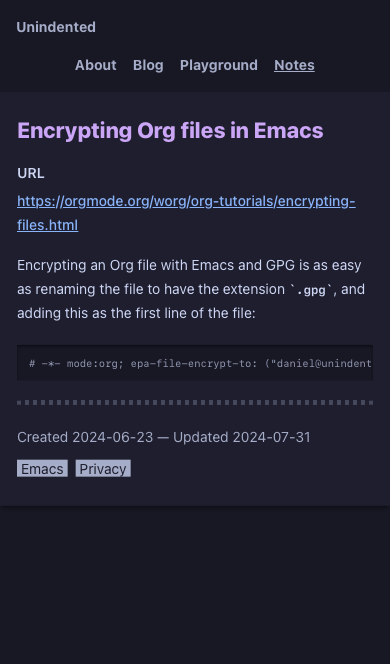 Unindented
About Blog Playground Notes
Encrypting Org files in Emacs
URL
https://orgmode.org/worg/org-tutorials/encrypting-
files.html
Encrypting an Org file with Emacs and GPG is as easy
as renaming the file to have the extension `.gpg`, and
adding this as the first line of the file:
# -*- mode:org; epa-file-encrypt-to: ("daniel@unindent
Created 2024-06-23 — Updated 2024-07-31
Emacs Privacy